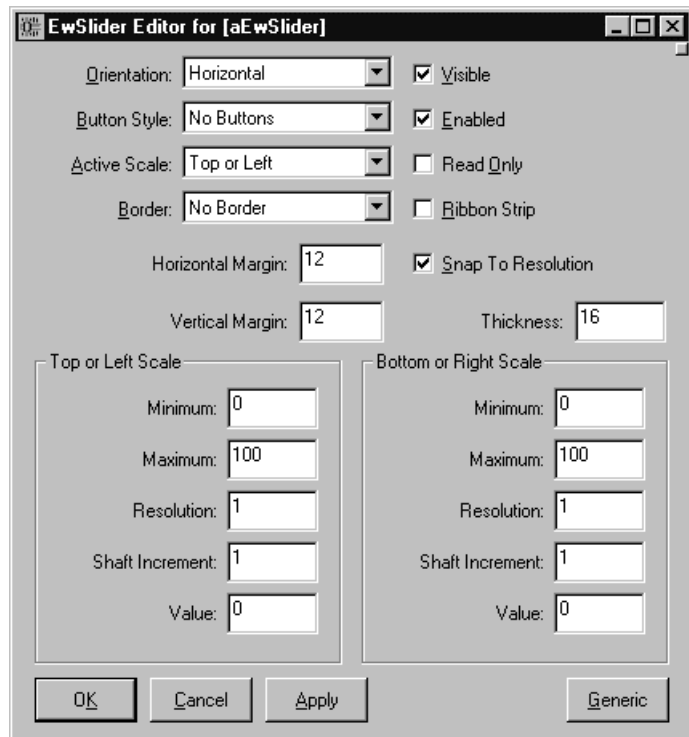 EwSlider Editor for [aEwSlider]
Orientation: Horizontal Visible
Button Style: No Buttons Enabled
Active Scale: Top or Left Read Only
Border: No Border Ribbon Strip
Horizontal Margin: 12 Snap To Resolution
Vertical Margin: 12 Thickness: 16
Top or Left Scale Bottom or Right Scale
Minimum: 0 Minimum: 0
Maximum: 100 Maximum: 100
Resolution: 1 Resolution: 1
Shaft Increment: 1 Shaft Increment: 1
Value: 0 Value: 0
OK Cancel Apply Generic